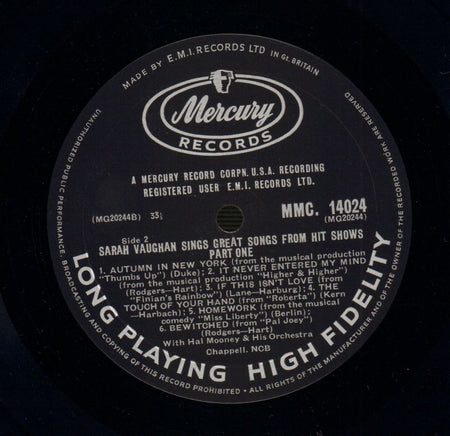 MADE BY E.M.I. RECORDS LTD IN GT. BRITAIN
UNAUTHORIZED PUBLIC PERFORMANCE, BROADCASTING AND COPYING OF THIS RECORD PROHIBITED • ALL RIGHTS OF THE MANUFACTURER AND OF THE OWNER OF THE RECORDED WORK RESERVED
Mercury
RECORDS
A MERCURY RECORD CORPN. U.S.A. RECORDING
REGISTERED USER E.M.I. RECORDS LTD.
(MG20244B) 33⅓
MMC. 14024
(MG20244)
Side 2
SARAH VAUGHAN SINGS GREAT SONGS FROM HIT SHOWS
PART ONE
1. AUTUMN IN NEW YORK (from the musical production
"Thumbs Up") (Duke); 2. IT NEVER ENTERED MY MIND
(from the musical production "Higher & Higher")
(Rodgers—Hart) 3. IF THIS ISN'T LOVE (from
"Finian's Rainbow") (Lane—Harburg); 4. THE
TOUCH OF YOUR HAND (from "Roberta") (Kern
—Harbach); 5. HOMEWORK (from the musical
comedy "Miss Liberty") (Berlin);
6. BEWITCHED (from "Pal Joey")
(Rodgers—Hart)
With Hal Mooney & His Orchestra
Chappell. NCB
LONG PLAYING HIGH FIDELITY